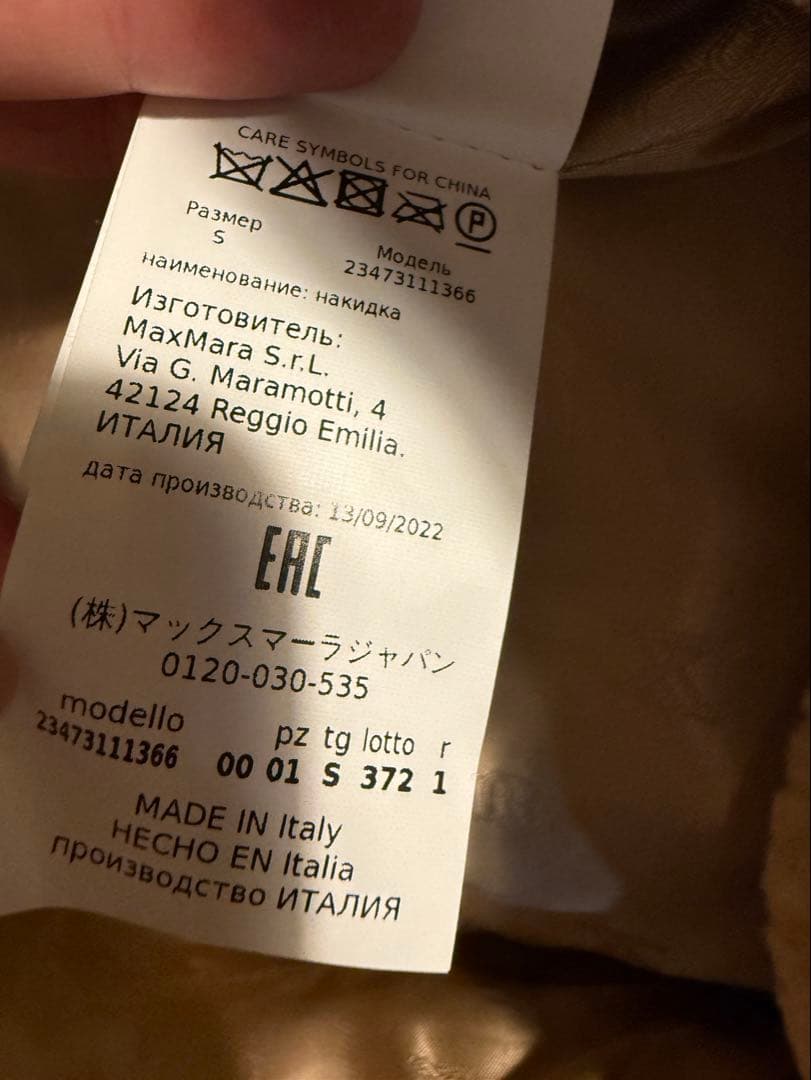 CARE SYMBOLS FOR CHINA
P
Размер
S
Модель
23473111366
наименование: накидка
Изготовитель:
MaxMara S.r.L.
Via G. Maramotti, 4
42124 Reggio Emilia.
ИТАЛИЯ
дата производства: 13/09/2022
EAC
(株)マックスマーラジャパン
0120-030-535
modello pz tg lotto r
23473111366 00 01 S 372 1
MADE IN Italy
HECHO EN Italia
производство ИТАЛИЯ